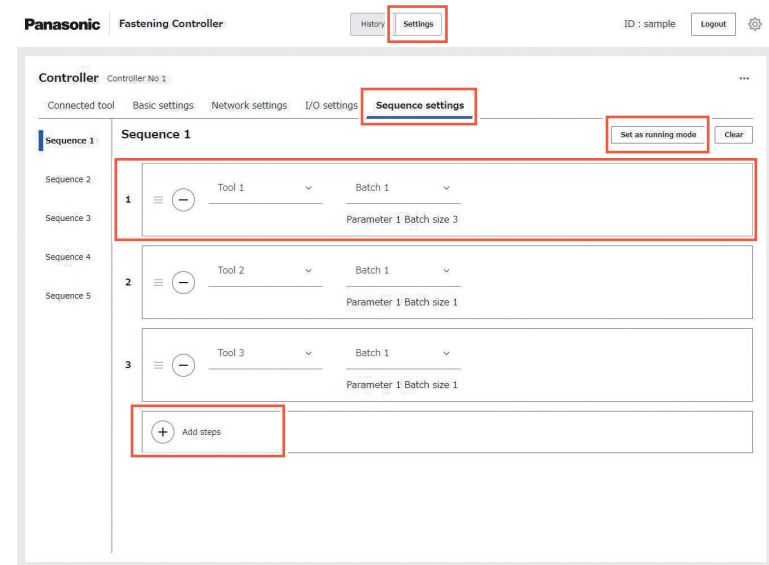 Panasonic Fastening Controller History Settings ID : sample Logout
Controller Controller No 1 ...
Connected tool Basic settings Network settings I/O settings Sequence settings
Sequence 1 Sequence 1 Set as running mode Clear
Sequence 2
Sequence 3
Sequence 4
Sequence 5
1 Tool 1 Batch 1
Parameter 1 Batch size 3
2 Tool 2 Batch 1
Parameter 1 Batch size 1
3 Tool 3 Batch 1
Parameter 1 Batch size 1
Add steps